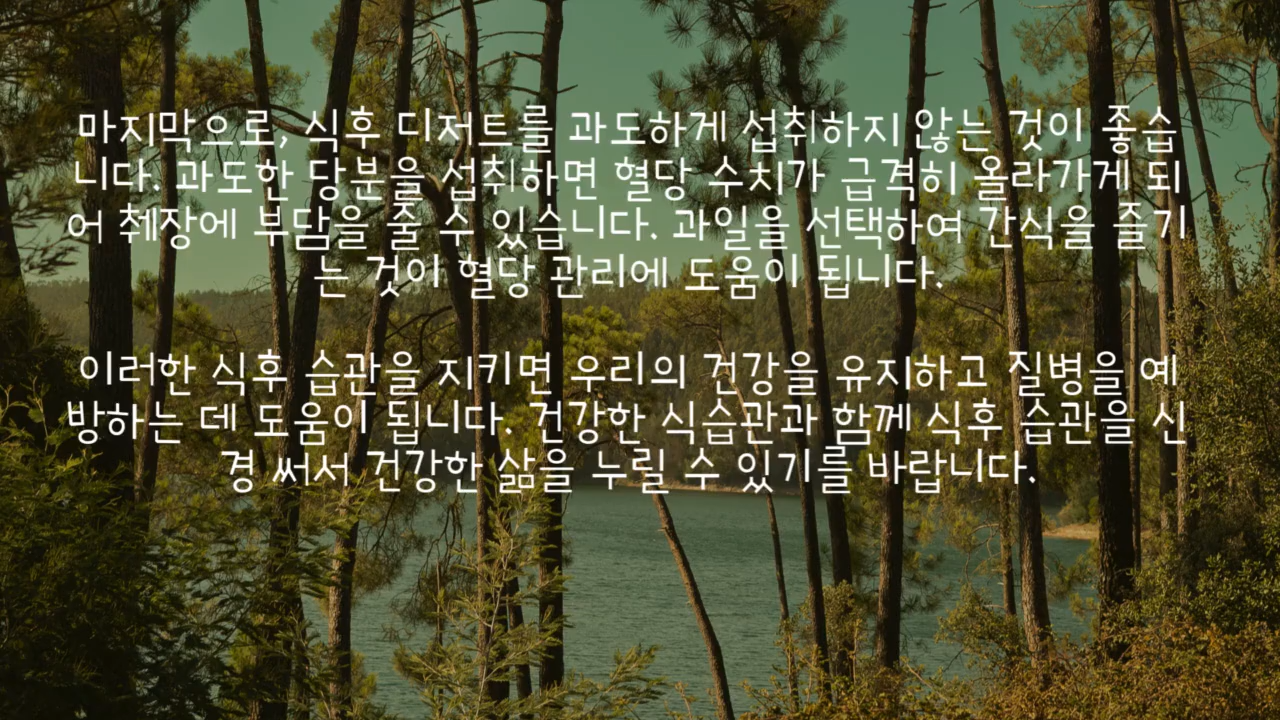 마지막으로, 식후 디저트를 과도하게 섭취하지 않는 것이 좋습
니다. 과도한 당분을 섭취하면 혈당 수치가 급격히 올라가게 되
어 췌장에 부담을 줄 수 있습니다. 과일을 선택하여 간식을 즐기
는 것이 혈당 관리에 도움이 됩니다.
이러한 식후 습관을 지키면 우리의 건강을 유지하고 질병을 예
방하는 데 도움이 됩니다. 건강한 식습관과 함께 식후 습관을 신
경 써서 건강한 삶을 누릴 수 있기를 바랍니다.